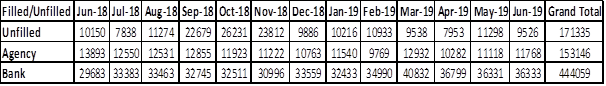 Filled/Unfilled Jun-18 Jul-18 Aug-18 Sep-18 Oct-18 Nov-18 Dec-18 Jan-19 Feb-19 Mar-19 Apr-19 May-19 Jun-19 Grand Total
Unfilled 10150 7838 11274 22679 26231 23812 9886 10216 10933 9538 7953 11298 9526 171335
Agency 13893 12550 12531 12855 11923 11222 10763 11540 9769 12932 10282 11118 11768 153146
Bank 29683 33383 33463 32745 32511 30996 33559 32433 34990 40832 36799 36331 36333 444059